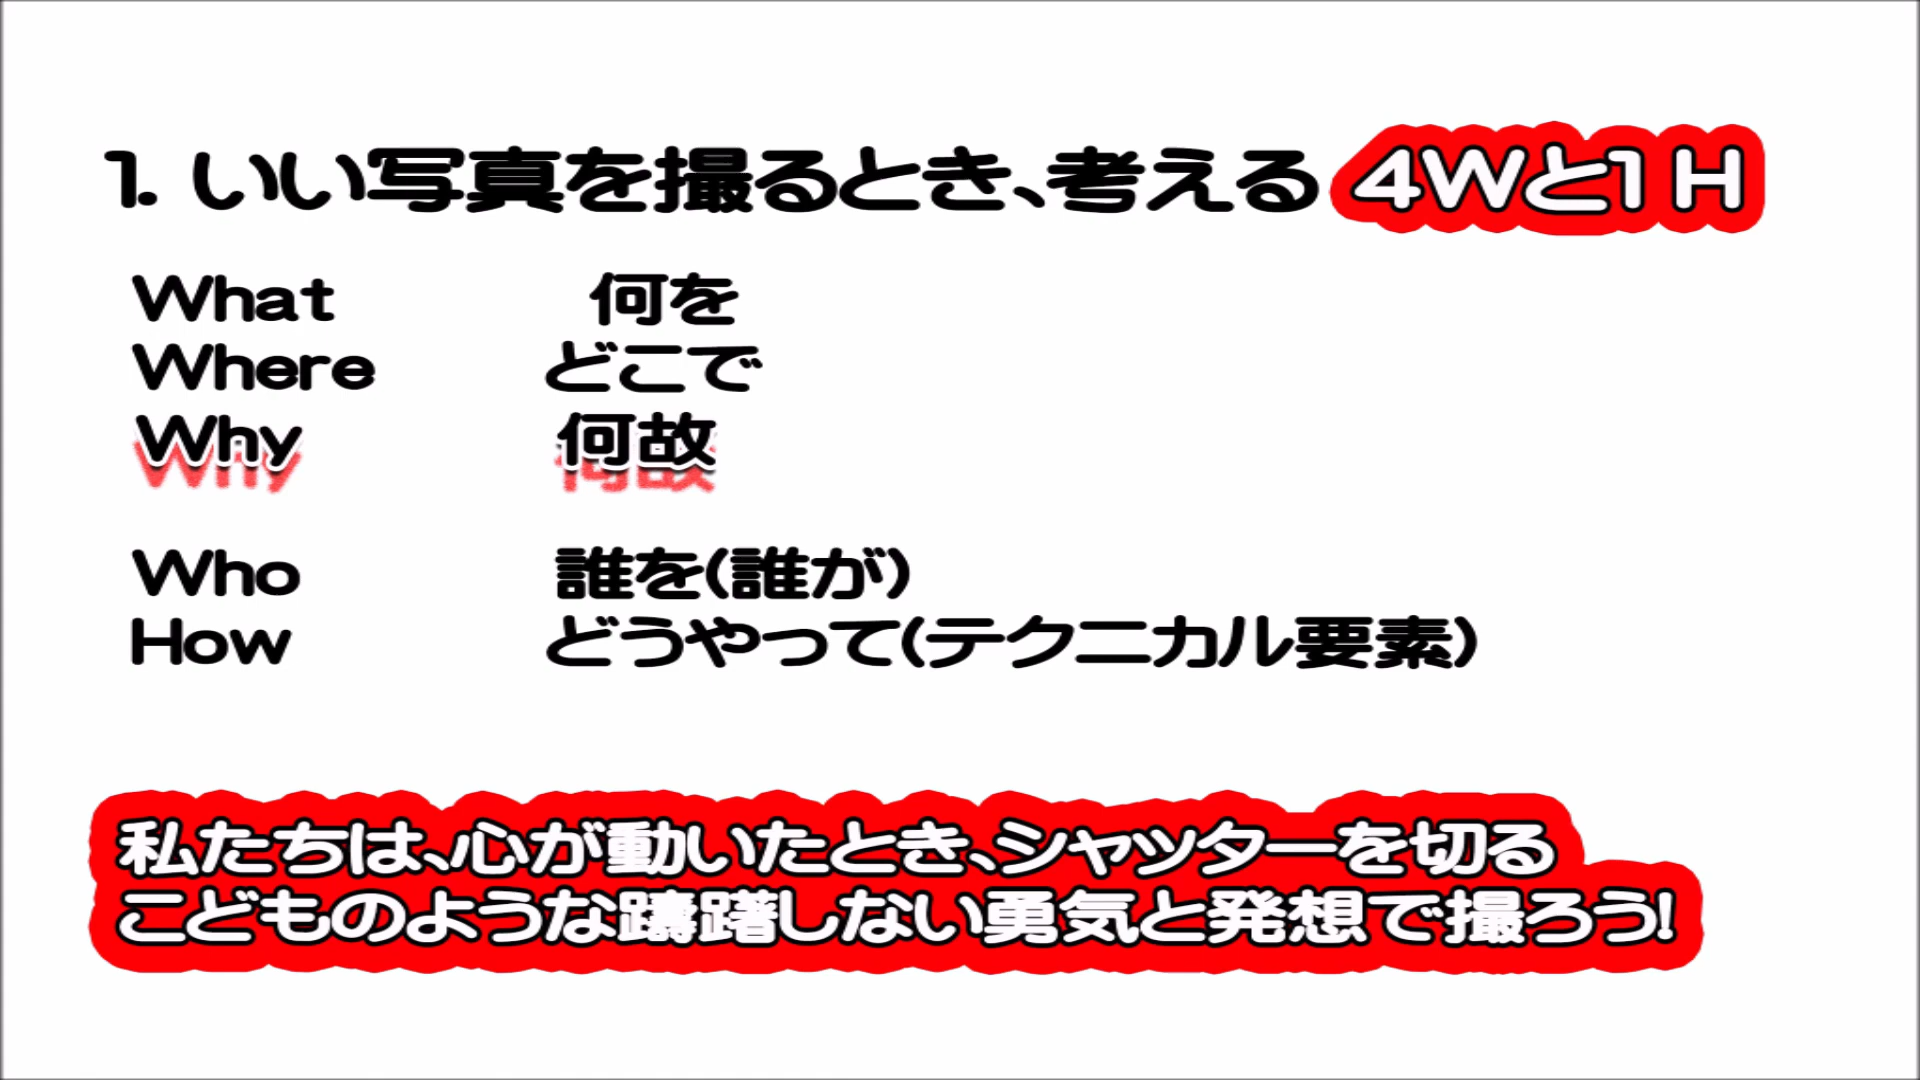 1. いい写真を撮るとき、考える 4Wと1H
What 何を
Where どこで
Why 何故
Who 誰を(誰が)
How どうやって(テクニカル要素)
私たちは、心が動いたとき、シャッターを切る
こどものような躊躇しない勇気と発想で撮ろう!